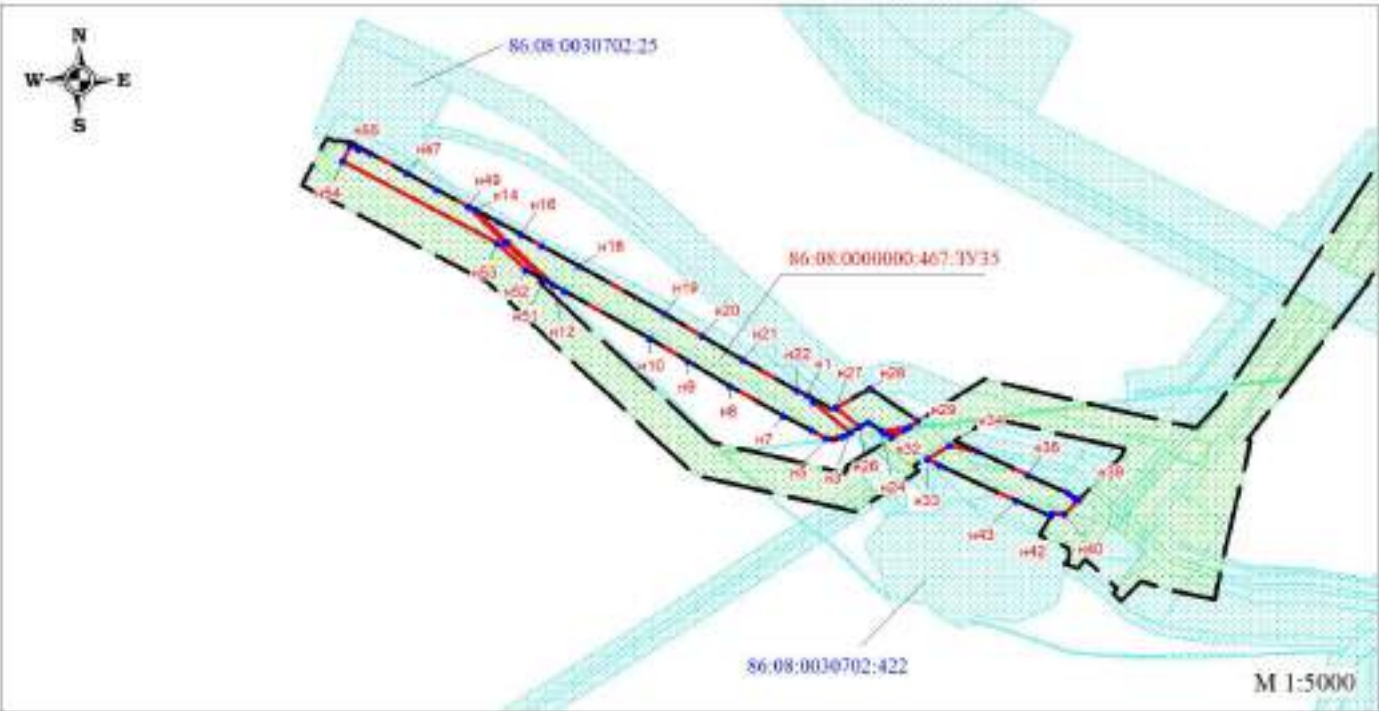 N
W E
S
86:08:0030702:25
н55
н47
н54
н49
н14
н16
н18
86:08:0000000:467:ЗУ35
н53
н52
н51
н12
н19
н20
н21
н10
н22
н1
н27
н28
н9
н8
н7
н29
н34
н5
н3
н26
н32
н24
н33
н35
н39
н43
н42
н40
86:08:0030702:422
М 1:5000